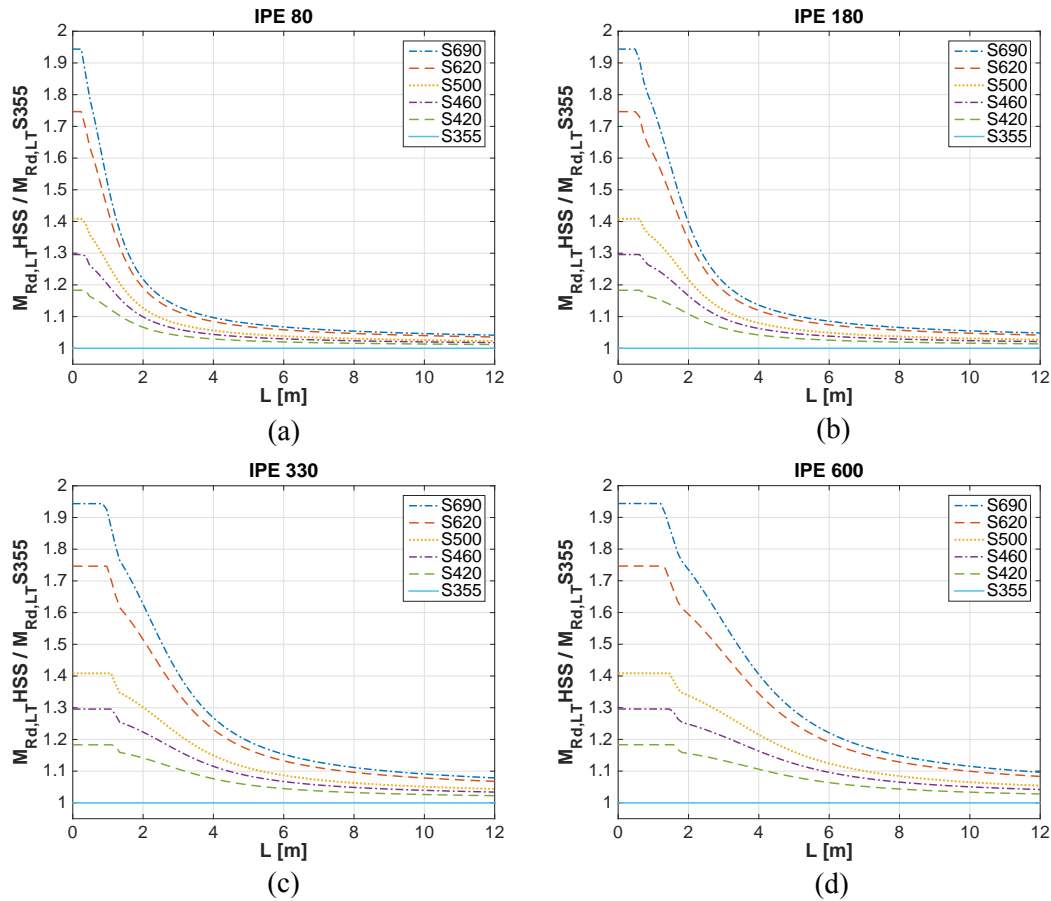 IPE 80
M_Rd,LT HSS / M_Rd,LT S355
2
1.9
1.8
1.7
1.6
1.5
1.4
1.3
1.2
1.1
1
S690
S620
S500
S460
S420
S355
0 2 4 6 8 10 12
L [m]
(a)
IPE 180
M_Rd,LT HSS / M_Rd,LT S355
2
1.9
1.8
1.7
1.6
1.5
1.4
1.3
1.2
1.1
1
S690
S620
S500
S460
S420
S355
0 2 4 6 8 10 12
L [m]
(b)
IPE 330
M_Rd,LT HSS / M_Rd,LT S355
2
1.9
1.8
1.7
1.6
1.5
1.4
1.3
1.2
1.1
1
S690
S620
S500
S460
S420
S355
0 2 4 6 8 10 12
L [m]
(c)
IPE 600
M_Rd,LT HSS / M_Rd,LT S355
2
1.9
1.8
1.7
1.6
1.5
1.4
1.3
1.2
1.1
1
S690
S620
S500
S460
S420
S355
0 2 4 6 8 10 12
L [m]
(d)